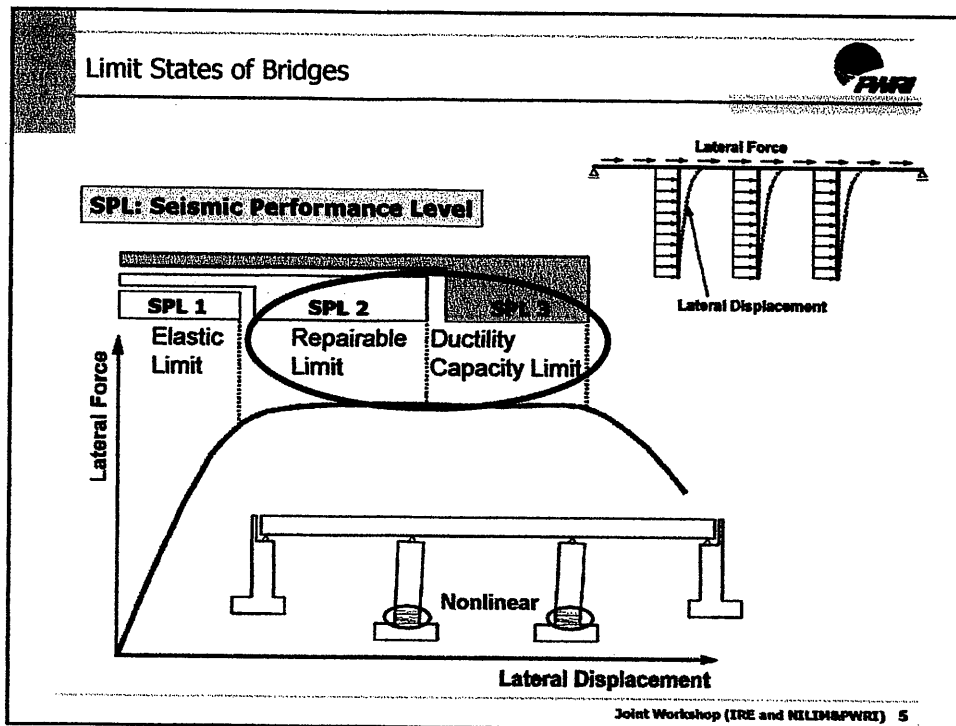 Limit States of Bridges
PWRI
Lateral Force
SPL: Seismic Performance Level
Lateral Displacement
SPL 1
SPL 2
SPL 3
Elastic
Limit
Repairable
Limit
Ductility
Capacity Limit
Lateral Force
Nonlinear
Lateral Displacement
Joint Workshop (IRE and NILIM&PWRI) 5